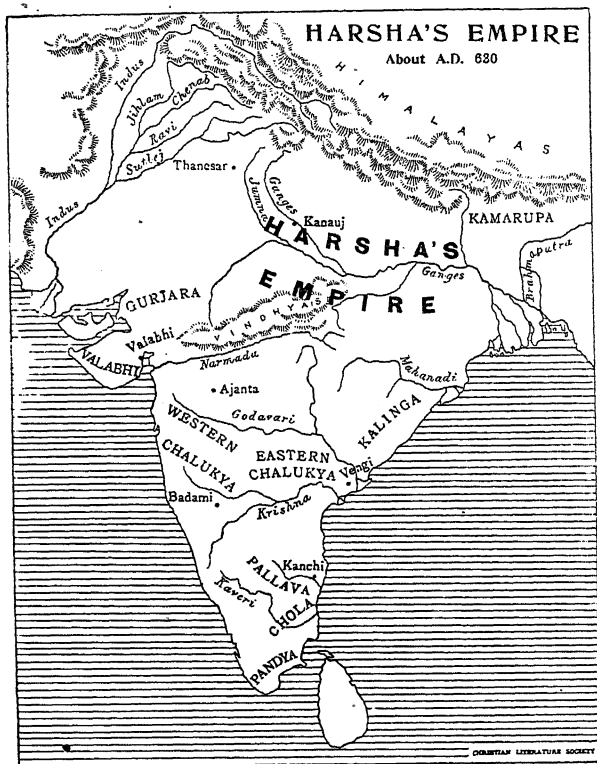 HARSHA'S EMPIRE
About A.D. 630
HIMALAYAS
Indus
Jihlam
Chenab
Ravi
Sutlej
Thanesar
Indus
Jamna
Ganges
Kanauj
KAMARUPA
HARSHA'S
EMPIRE
Ganges
Brahmaputra
GURJARA
VINDHYAS
Valabhi
VALABHI
Narmadu
Mahanadi
Ajanta
Godavari
KALINGA
WESTERN
CHALUKYA
EASTERN
CHALUKYA
Vengi
Badami
Krishna
Kanchi
PALLAVA
Kaveri
CHOLA
PANDYA
CHRISTIAN LITERATURE SOCIETY